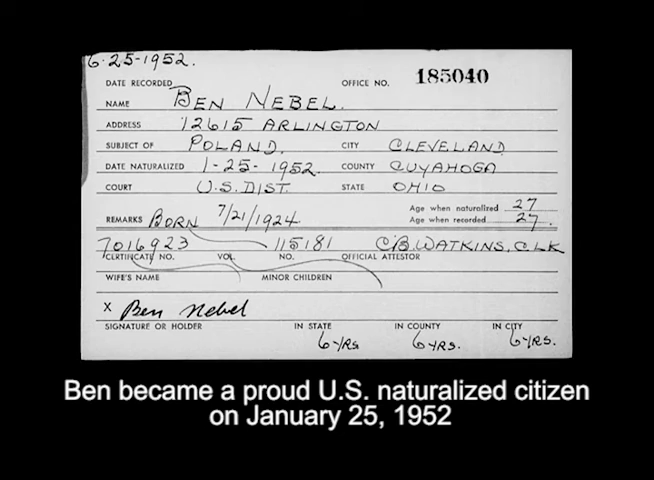 6-25-1952.
DATE RECORDED OFFICE NO. 185040
NAME BEN NEBEL.
ADDRESS 12615 ARLINGTON
SUBJECT OF POLAND. CITY CLEVELAND
DATE NATURALIZED 1-25-1952. COUNTY CUYAHOGA
COURT U.S. DIST. STATE OHIO
Age when naturalized 27
REMARKS BORN 7/21/1924 Age when recorded 27.
7016923 115181 C.B. WATKINS, CLK
CERTIFICATE NO. VOL. NO. OFFICIAL ATTESTOR
WIFE'S NAME MINOR CHILDREN
X Ben Nebel
SIGNATURE OR HOLDER IN STATE IN COUNTY IN CITY
6 YRS 6 YRS. 6 YRS.
Ben became a proud U.S. naturalized citizen
on January 25, 1952